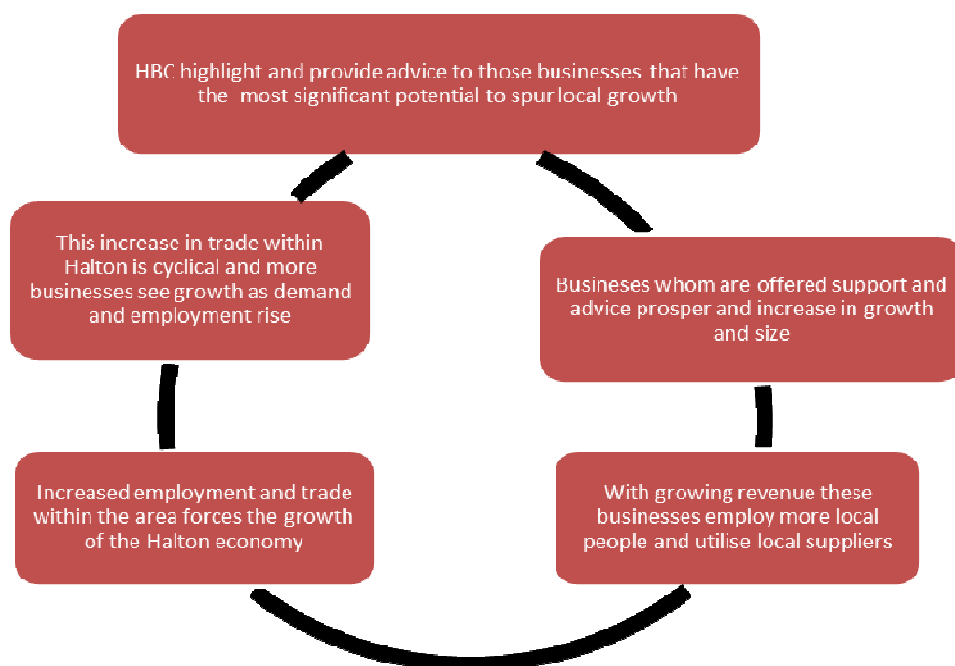 HBC highlight and provide advice to those businesses that have
the most significant potential to spur local growth
This increase in trade within
Halton is cyclical and more
businesses see growth as demand
and employment rise
Busineses whom are offered support and
advice prosper and increase in growth
and size
Increased employment and trade
within the area forces the growth
of the Halton economy
With growing revenue these
businesses employ more local
people and utilise local suppliers